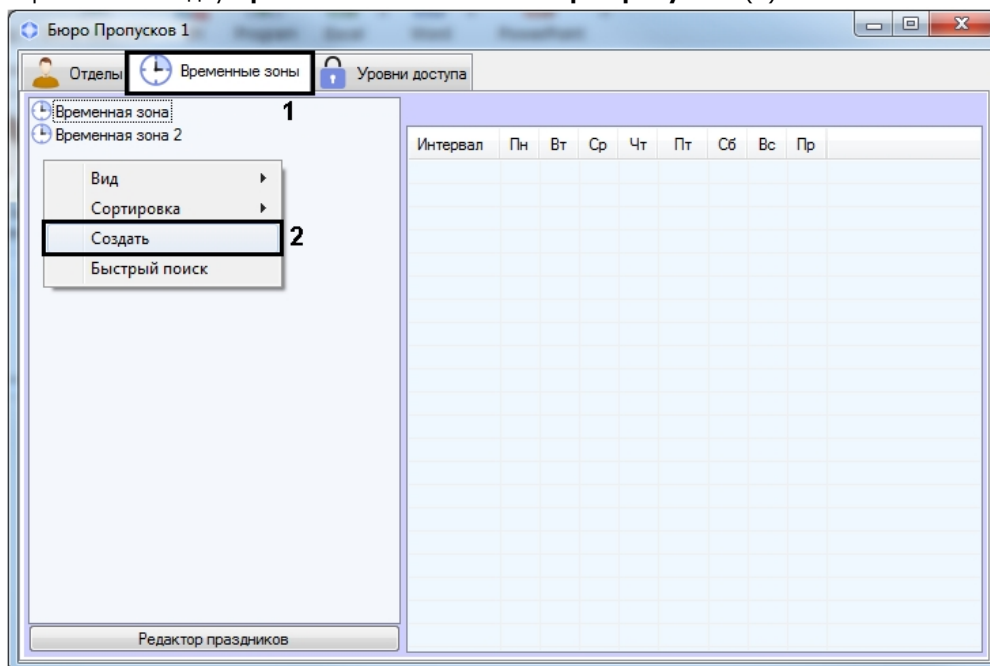 Бюро Пропусков 1
Отделы Временные зоны Уровни доступа
Временная зона 1
Временная зона 2
Интервал Пн Вт Ср Чт Пт Сб Вс Пр
Вид
Сортировка
Создать 2
Быстрый поиск
Редактор праздников